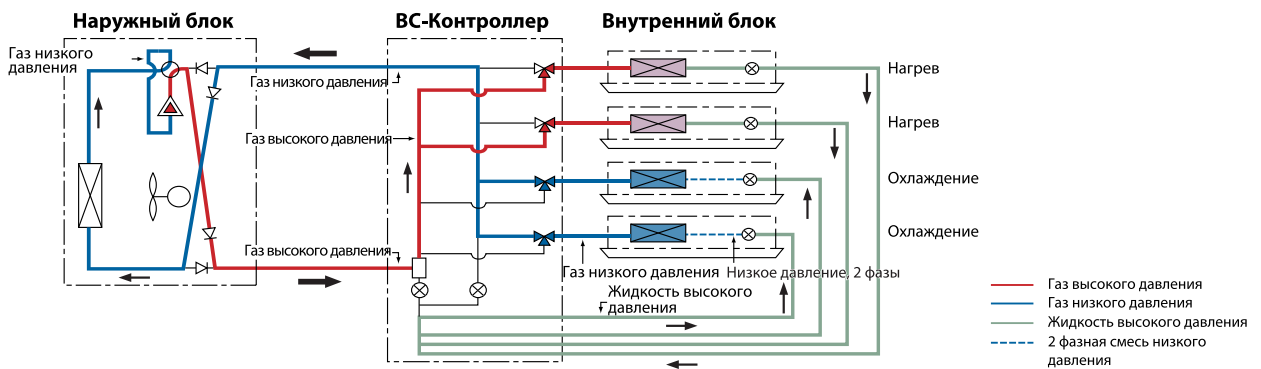 Наружный блок
BC-Контроллер
Внутренний блок
Газ низкого
давления
Газ низкого давления
Нагрев
Газ высокого давления
Нагрев
Охлаждение
Газ высокого давления
Охлаждение
Газ низкого давления
Низкое давление, 2 фазы
Жидкость высокого
давления
Газ высокого давления
Газ низкого давления
Жидкость высокого давления
2 фазная смесь низкого
давления